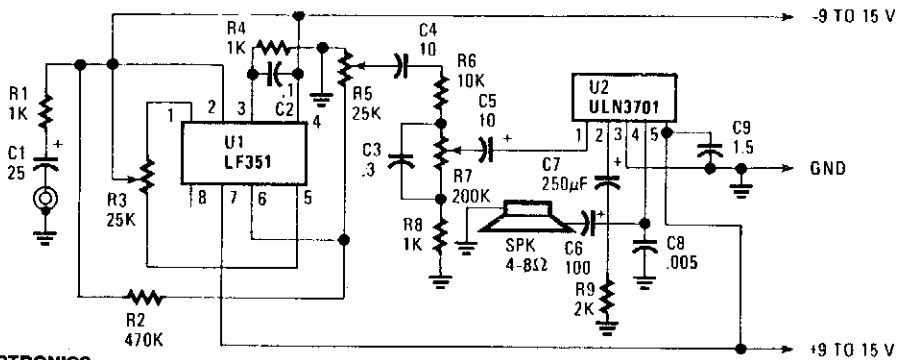 -9 TO 15 V
R4
1K
C4
10
R6
10K
R1
1K
+
C1
25
1
2
3
.1
C2
4
R5
25K
U1
LF351
8
7
6
5
R3
25K
C3
.3
C5
10
+
R7
200K
R8
1K
U2
ULN3701
1
2
3
4
5
C9
1.5
GND
C7
250µF
+
SPK
4-8Ω
C6
100
+
C8
.005
R9
2K
R2
470K
+9 TO 15 V
CTRONICS